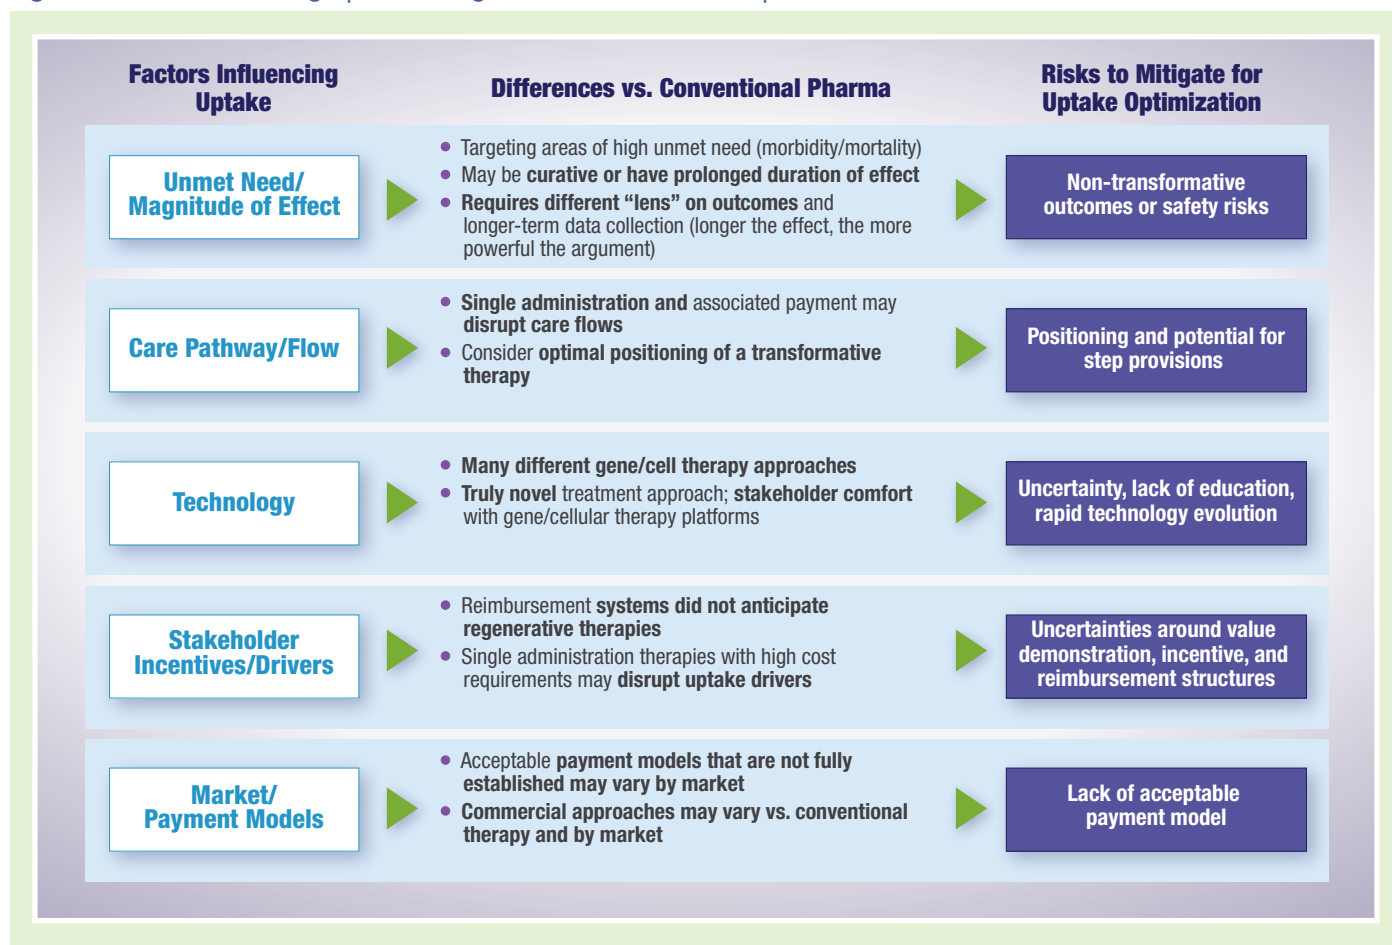 Factors Influencing
Uptake
Differences vs. Conventional Pharma
Risks to Mitigate for
Uptake Optimization
Unmet Need/
Magnitude of Effect
• Targeting areas of high unmet need (morbidity/mortality)
• May be curative or have prolonged duration of effect
• Requires different “lens” on outcomes and
longer-term data collection (longer the effect, the more
powerful the argument)
Non-transformative
outcomes or safety risks
Care Pathway/Flow
• Single administration and associated payment may
disrupt care flows
• Consider optimal positioning of a transformative
therapy
Positioning and potential for
step provisions
Technology
• Many different gene/cell therapy approaches
• Truly novel treatment approach; stakeholder comfort
with gene/cellular therapy platforms
Uncertainty, lack of education,
rapid technology evolution
Stakeholder
Incentives/Drivers
• Reimbursement systems did not anticipate
regenerative therapies
• Single administration therapies with high cost
requirements may disrupt uptake drivers
Uncertainties around value
demonstration, incentive, and
reimbursement structures
Market/
Payment Models
• Acceptable payment models that are not fully
established may vary by market
• Commercial approaches may vary vs. conventional
therapy and by market
Lack of acceptable
payment model